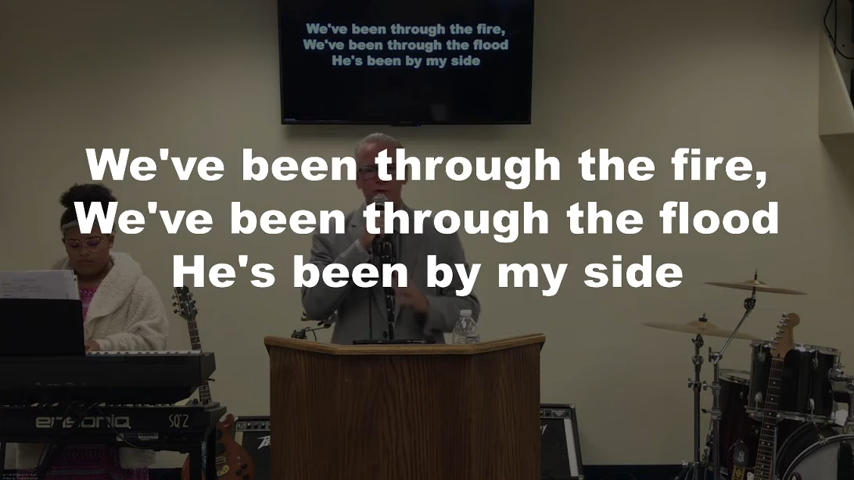 We've been through the fire,
We've been through the flood
He's been by my side
We've been through the fire,
We've been through the flood
He's been by my side
ensoniq SQ2